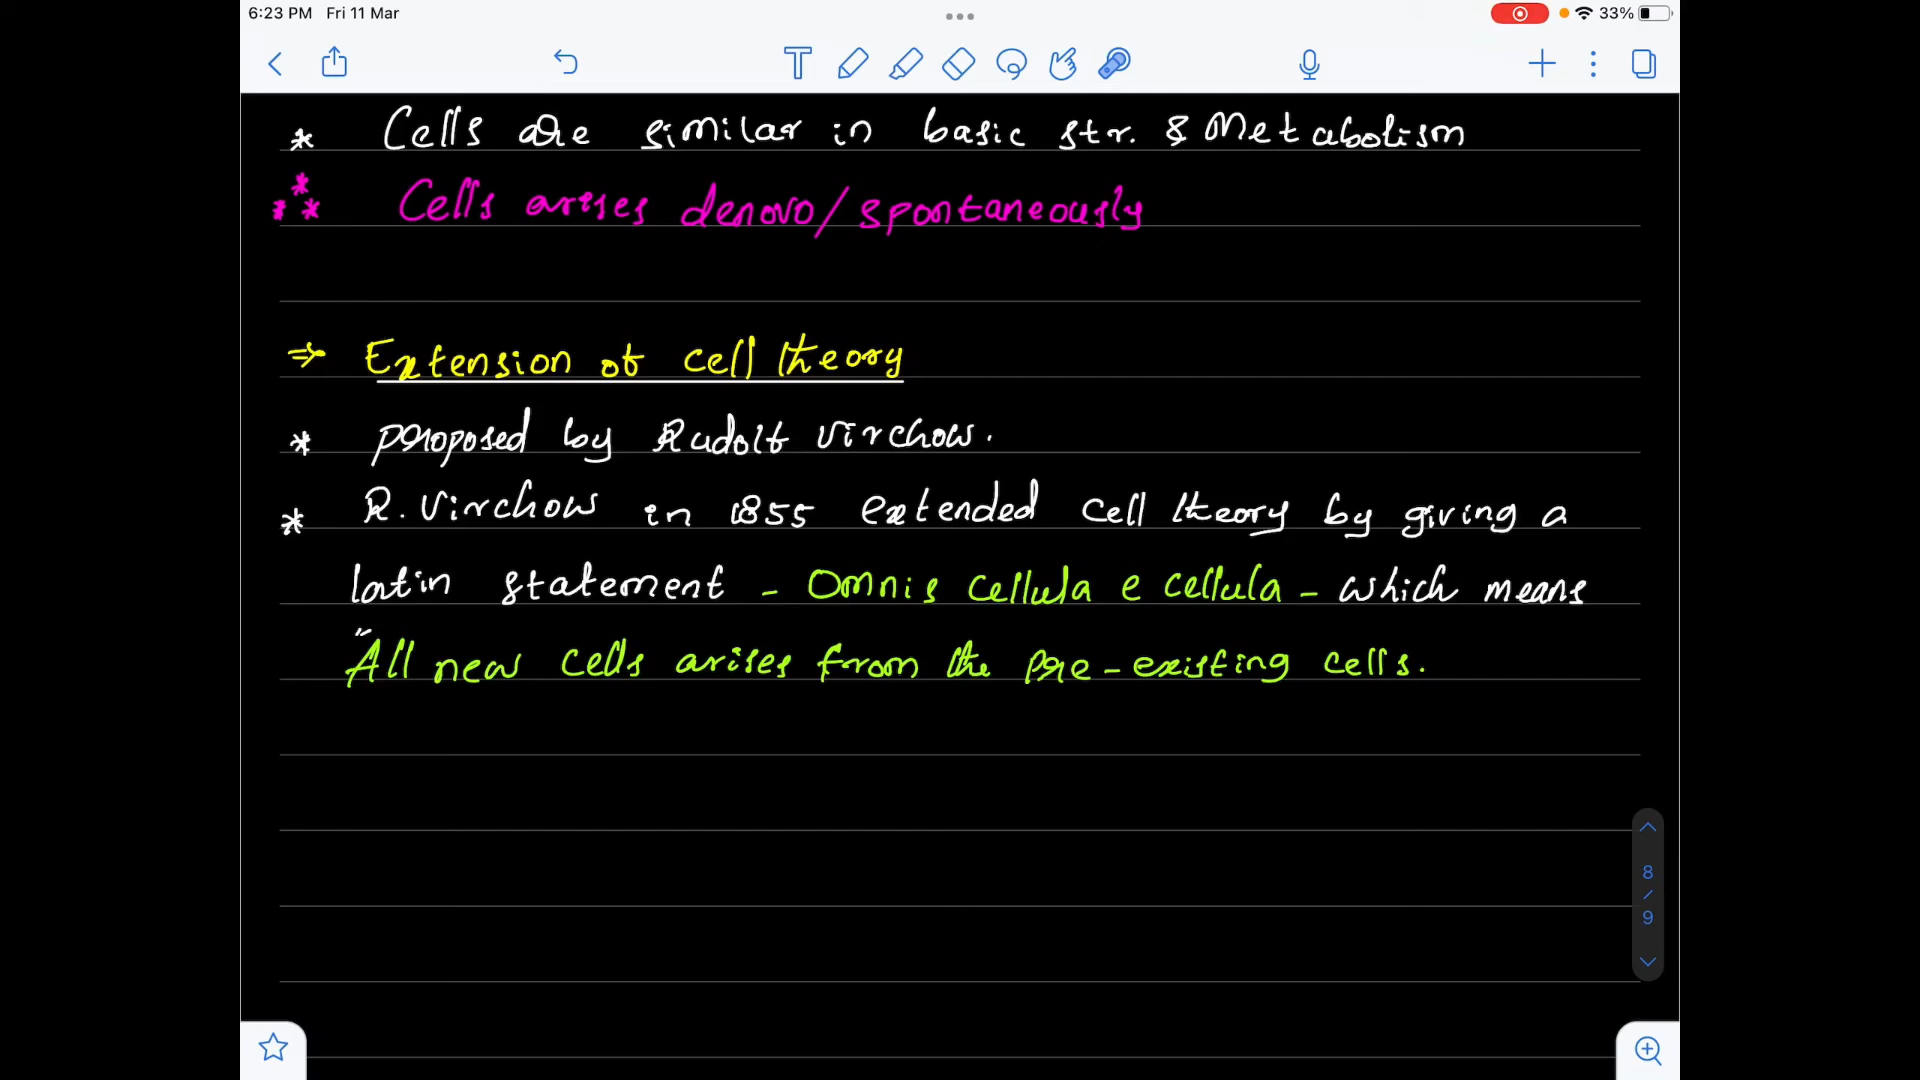 6:23 PM Fri 11 Mar 33%
* Cells are similar in basic str. & Metabolism
*** Cells arises denovo/spontaneously
⇒ Extension of cell theory
* proposed by Rudolf Virchow.
* R. Virchow in 1855 extended cell theory by giving a
latin statement - Omnis cellula e cellula - which means
"All new cells arises from the pre-existing cells.
8
/
9